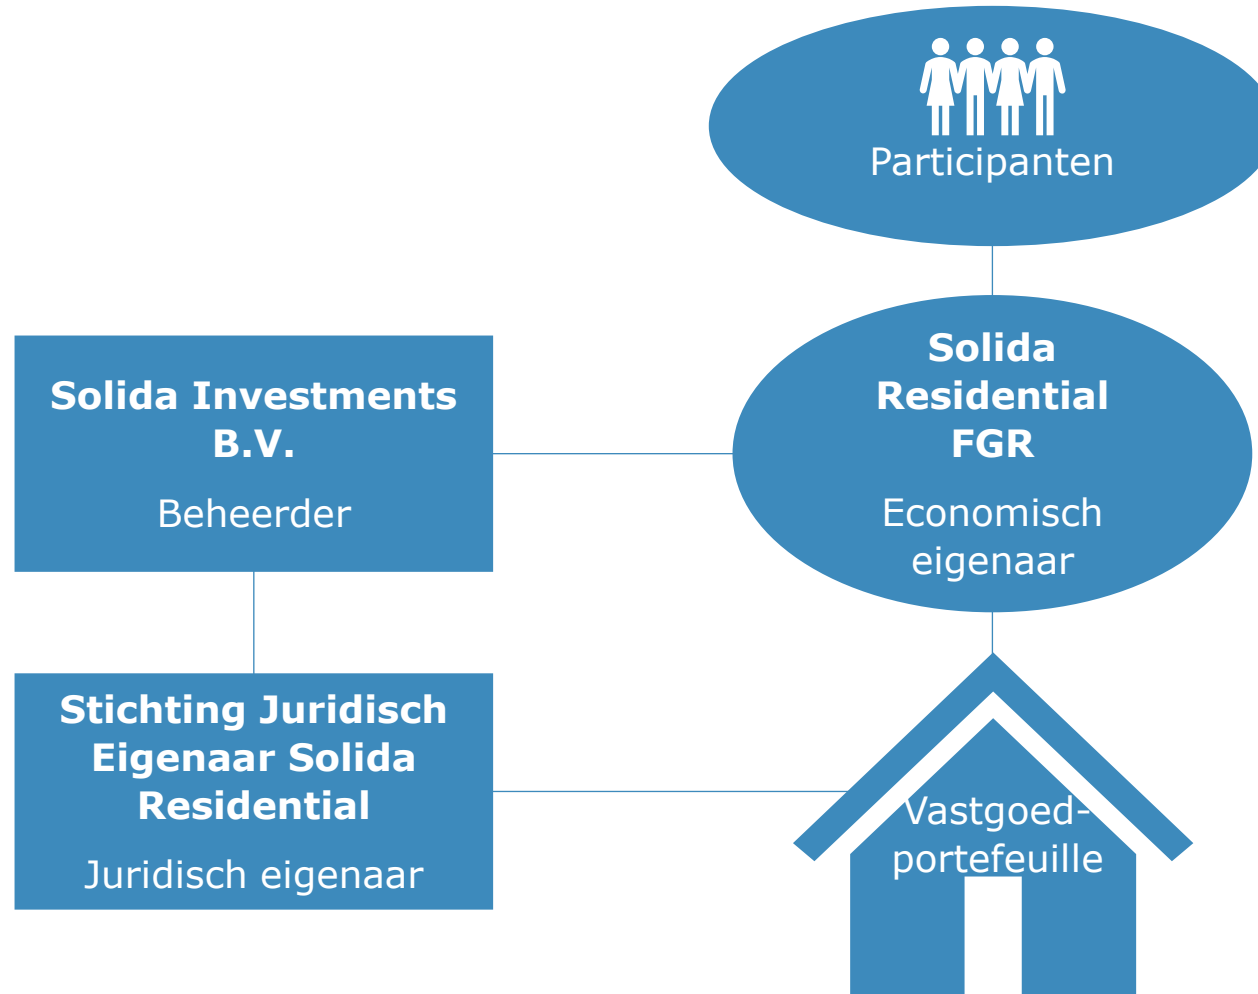 Participanten
Solida
Residential
FGR
Economisch
eigenaar
Solida Investments
B.V.
Beheerder
Stichting Juridisch
Eigenaar Solida
Residential
Juridisch eigenaar
Vastgoed-
portefeuille